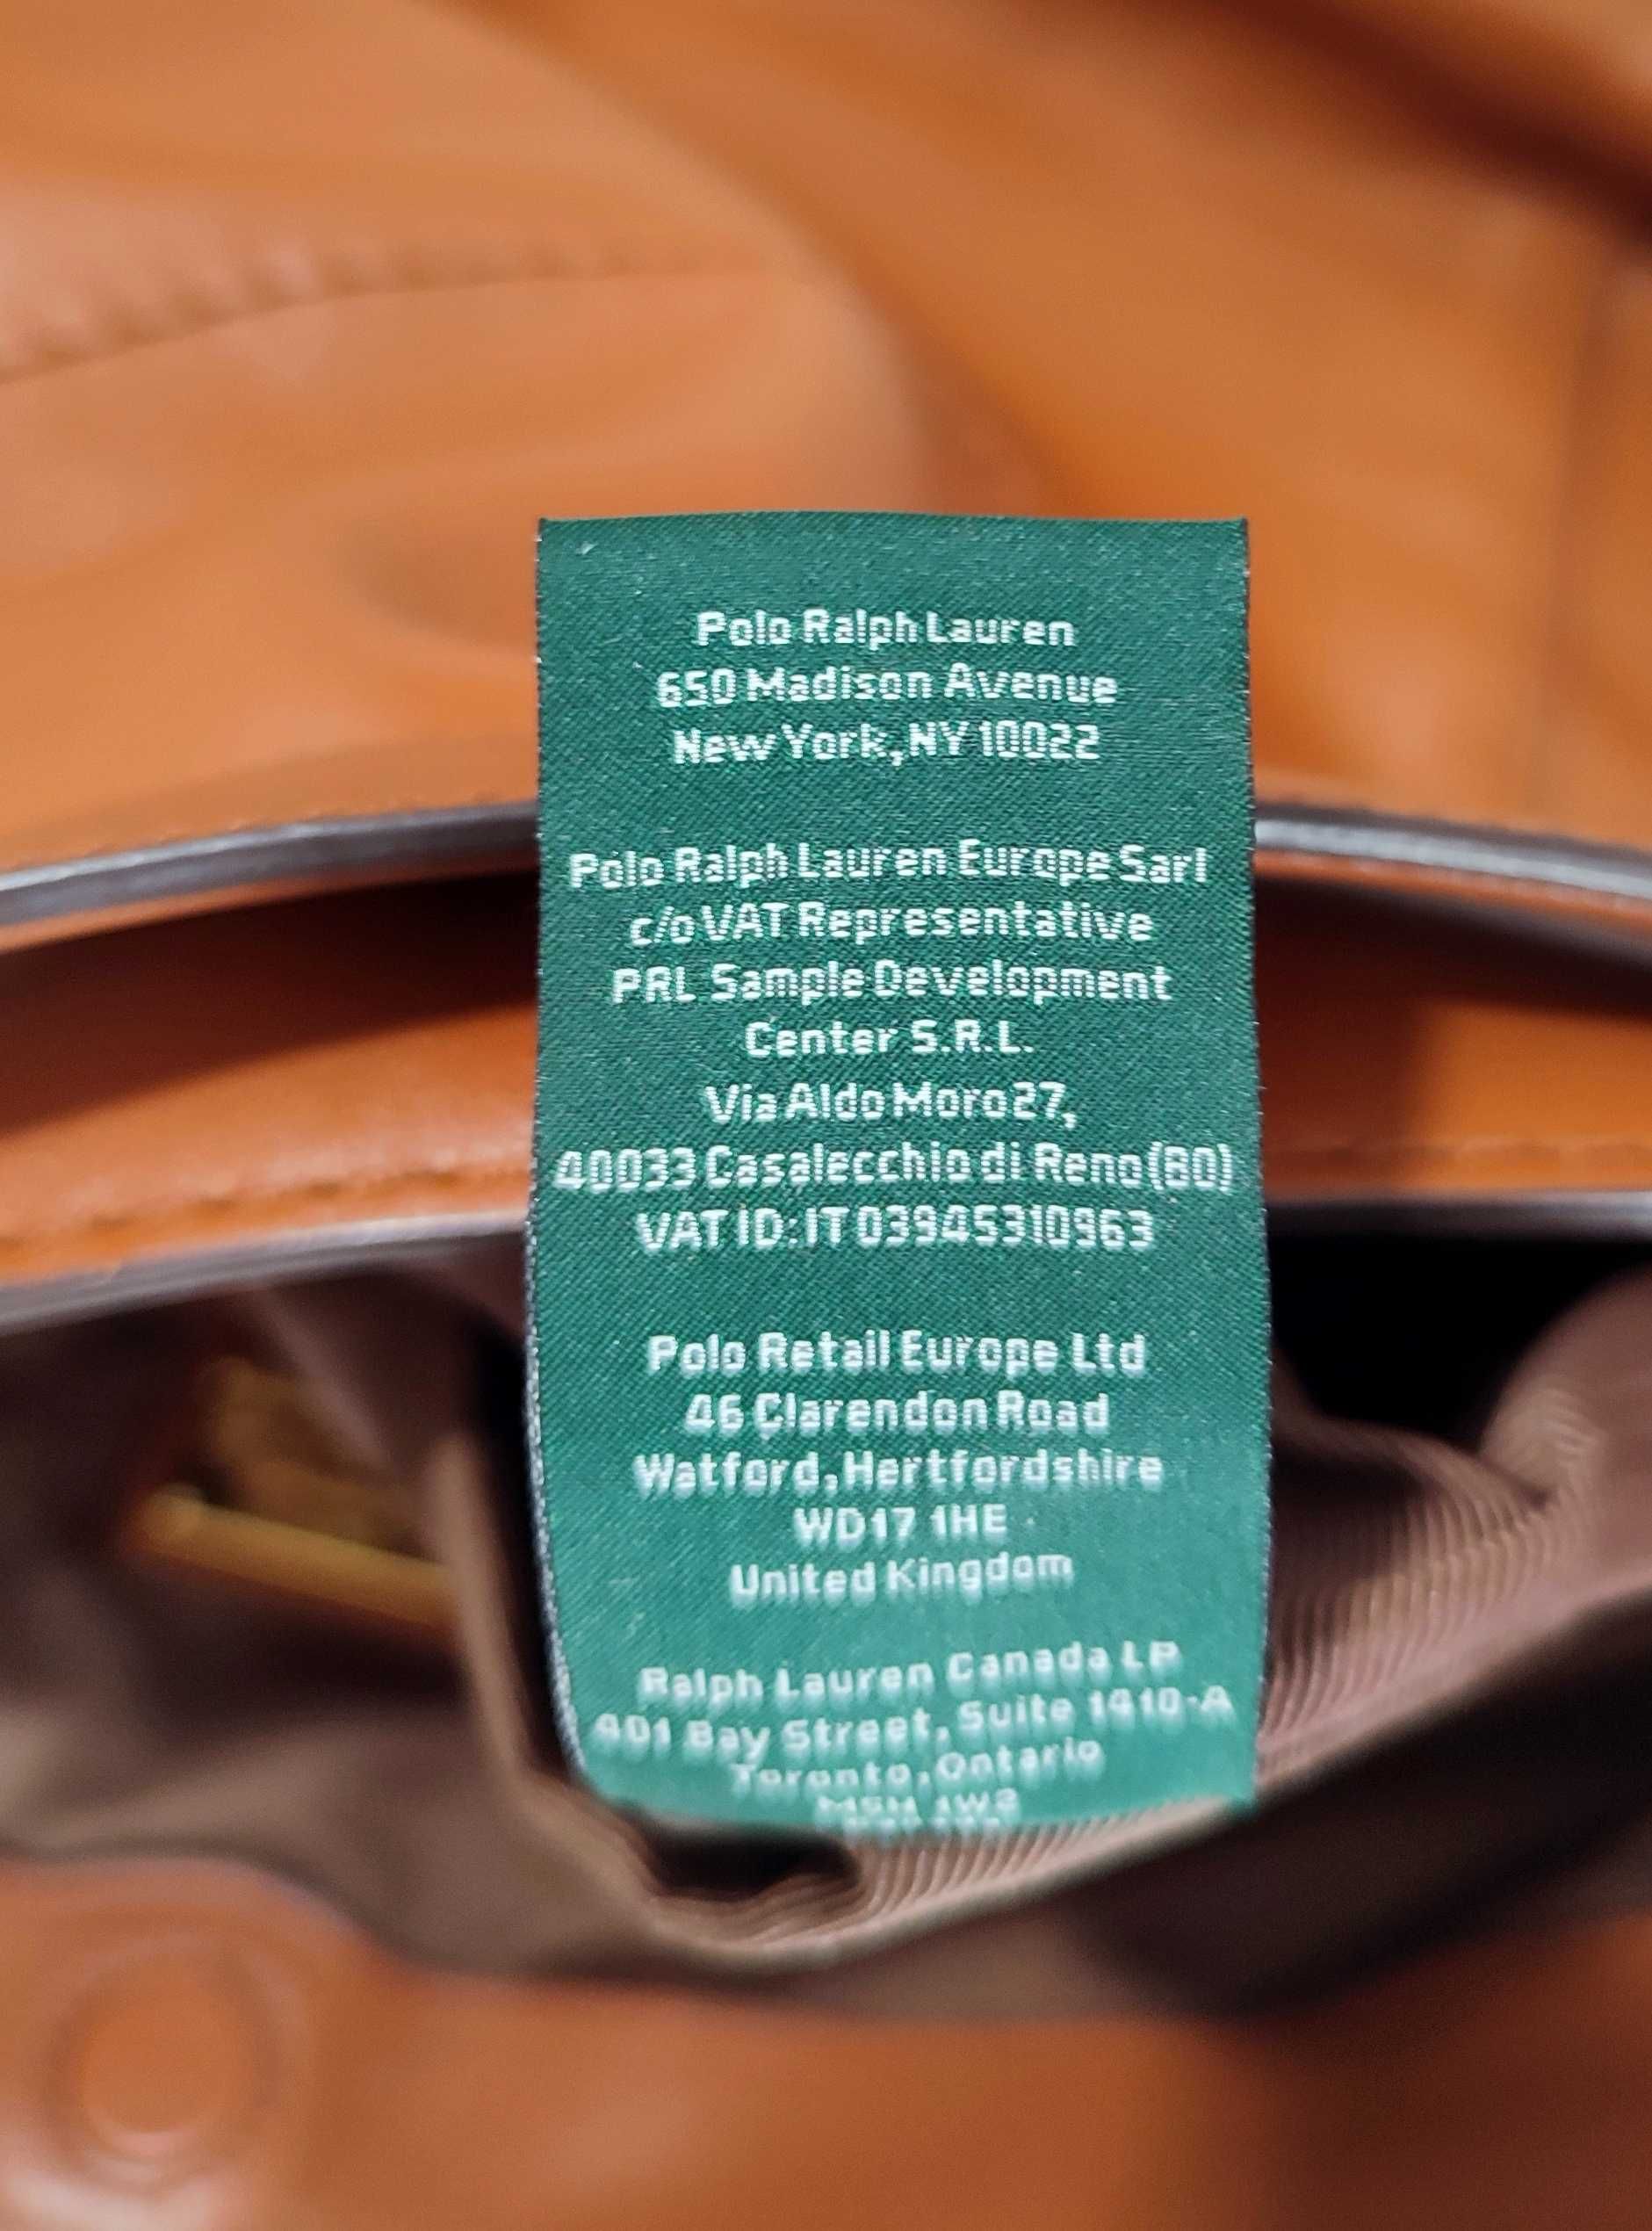 Polo Ralph Lauren
650 Madison Avenue
New York, NY 10022
Polo Ralph Lauren Europe Sarl
c/o VAT Representative
PRL Sample Development
Center S.R.L.
Via Aldo Moro 27,
40033 Casalecchio di Reno (BO)
VAT ID: IT 03945310963
Polo Retail Europe Ltd
46 Clarendon Road
Watford, Hertfordshire
WD17 1HE
United Kingdom
Ralph Lauren Canada LP
401 Bay Street, Suite 1410-A
Toronto, Ontario